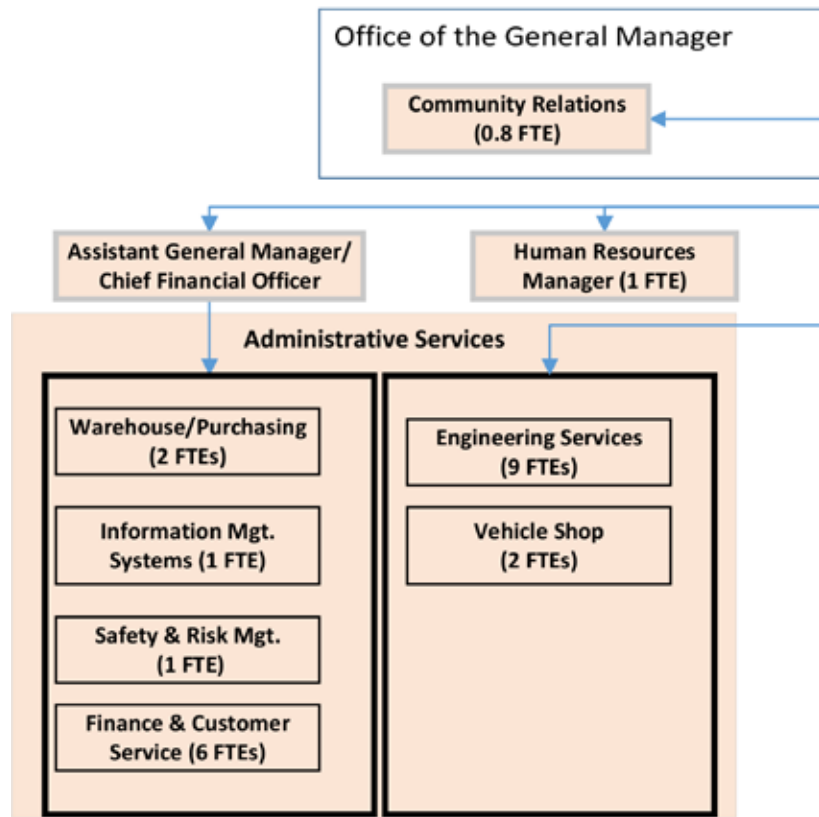 Office of the General Manager
Community Relations
(0.8 FTE)
Assistant General Manager/
Chief Financial Officer
Human Resources
Manager (1 FTE)
Administrative Services
Warehouse/Purchasing
(2 FTEs)
Information Mgt.
Systems (1 FTE)
Safety & Risk Mgt.
(1 FTE)
Finance & Customer
Service (6 FTEs)
Engineering Services
(9 FTEs)
Vehicle Shop
(2 FTEs)